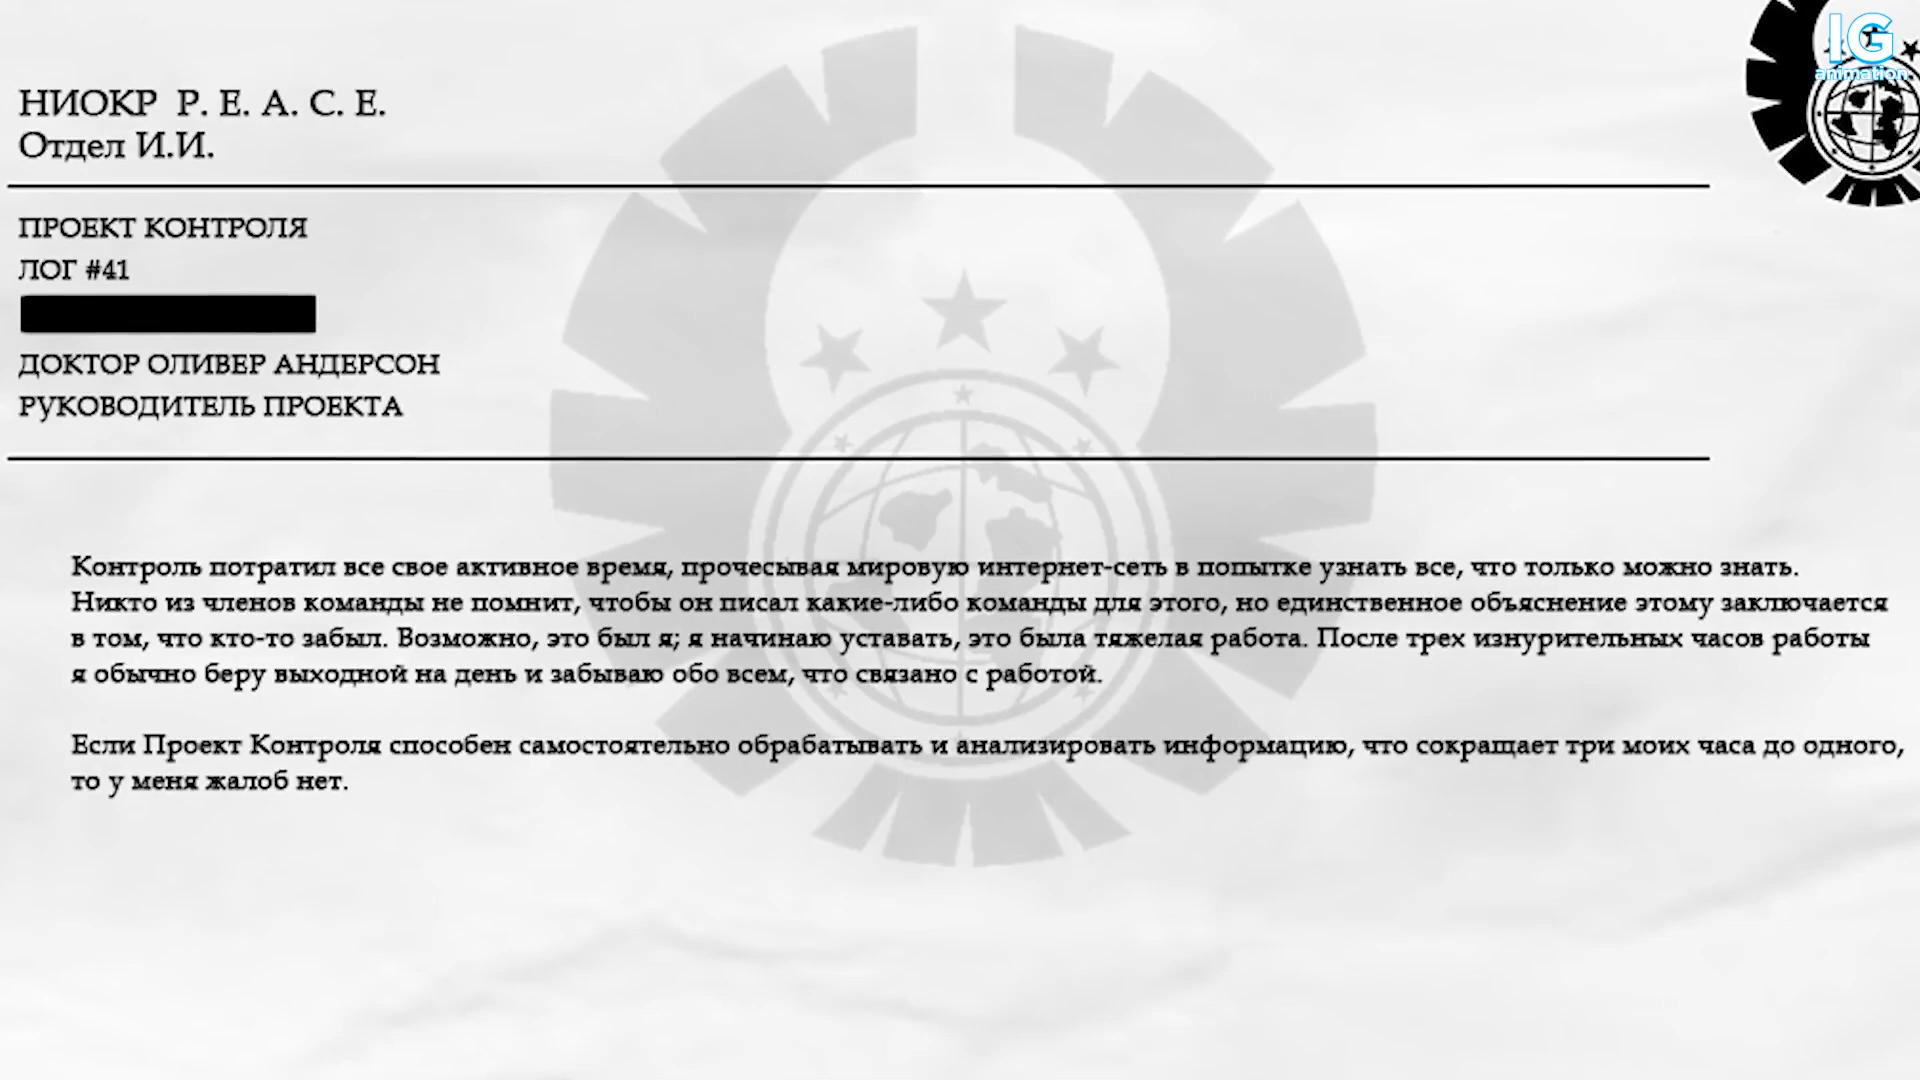 IG
animation
НИОКР Р. Е. А. С. Е.
Отдел И.И.
ПРОЕКТ КОНТРОЛЯ
ЛОГ #41
ДОКТОР ОЛИВЕР АНДЕРСОН
РУКОВОДИТЕЛЬ ПРОЕКТА
Контроль потратил все свое активное время, прочесывая мировую интернет-сеть в попытке узнать все, что только можно знать.
Никто из членов команды не помнит, чтобы он писал какие-либо команды для этого, но единственное объяснение этому заключается
в том, что кто-то забыл. Возможно, это был я; я начинаю уставать, это была тяжелая работа. После трех изнурительных часов работы
я обычно беру выходной на день и забываю обо всем, что связано с работой.
Если Проект Контроля способен самостоятельно обрабатывать и анализировать информацию, что сокращает три моих часа до одного,
то у меня жалоб нет.